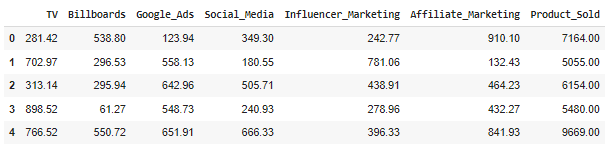 TV Billboards Google_Ads Social_Media Influencer_Marketing Affiliate_Marketing Product_Sold
0 281.42 538.80 123.94 349.30 242.77 910.10 7164.00
1 702.97 296.53 558.13 180.55 781.06 132.43 5055.00
2 313.14 295.94 642.96 505.71 438.91 464.23 6154.00
3 898.52 61.27 548.73 240.93 278.96 432.27 5480.00
4 766.52 550.72 651.91 666.33 396.33 841.93 9669.00